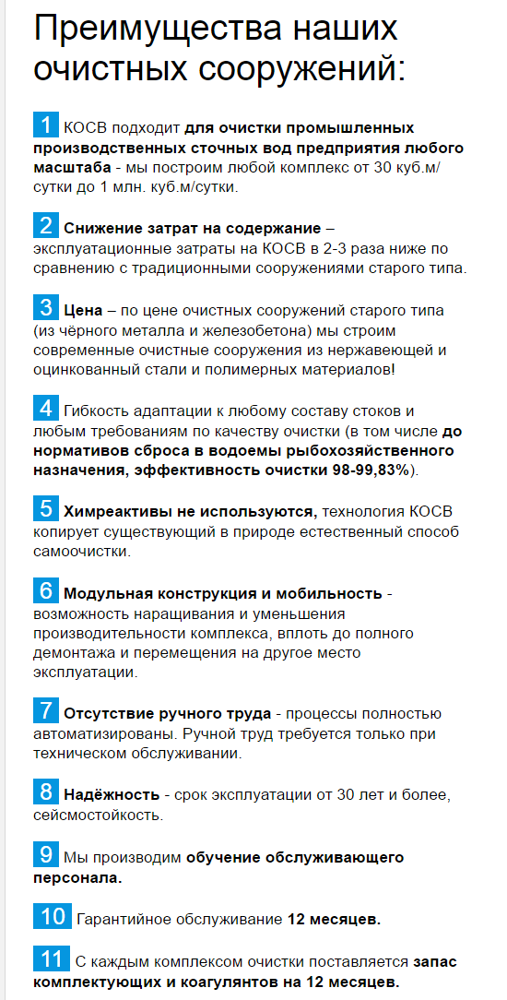 Преимущества наших
очистных сооружений:
1 КОСВ подходит для очистки промышленных
производственных сточных вод предприятия любого
масштаба - мы построим любой комплекс от 30 куб.м/
сутки до 1 млн. куб.м/сутки.
2 Снижение затрат на содержание –
эксплуатационные затраты на КОСВ в 2-3 раза ниже по
сравнению с традиционными сооружениями старого типа.
3 Цена – по цене очистных сооружений старого типа
(из чёрного металла и железобетона) мы строим
современные очистные сооружения из нержавеющей и
оцинкованный стали и полимерных материалов!
4 Гибкость адаптации к любому составу стоков и
любым требованиям по качеству очистки (в том числе до
нормативов сброса в водоемы рыбохозяйственного
назначения, эффективность очистки 98-99,83%).
5 Химреактивы не используются, технология КОСВ
копирует существующий в природе естественный способ
самоочистки.
6 Модульная конструкция и мобильность -
возможность наращивания и уменьшения
производительности комплекса, вплоть до полного
демонтажа и перемещения на другое место
эксплуатации.
7 Отсутствие ручного труда - процессы полностью
автоматизированы. Ручной труд требуется только при
техническом обслуживании.
8 Надёжность - срок эксплуатации от 30 лет и более,
сейсмостойкость.
9 Мы производим обучение обслуживающего
персонала.
10 Гарантийное обслуживание 12 месяцев.
11 С каждым комплексом очистки поставляется запас
комплектующих и коагулянтов на 12 месяцев.